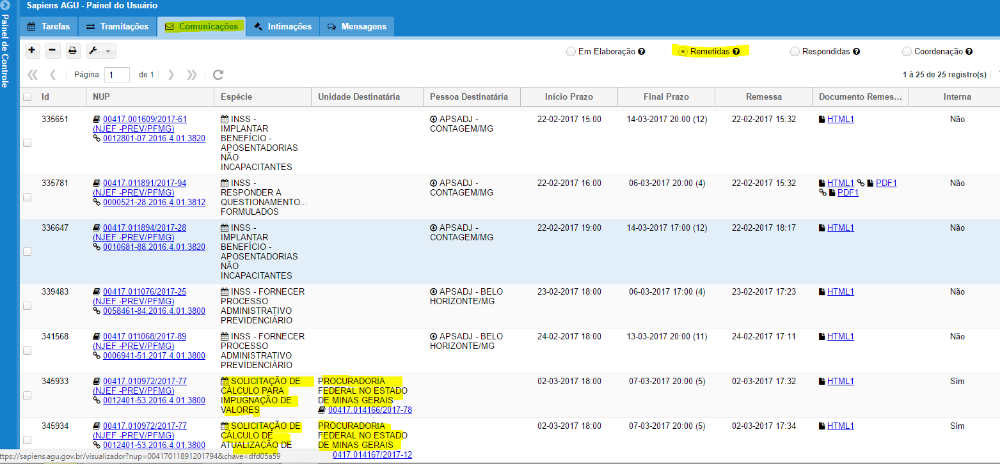 Sapiens AGU - Painel do Usuário
Painel de Controle
Tarefas Tramitações Comunicações Intimações Mensagens
Em Elaboração Remetidas Respondidas Coordenação
Página 1 de 1 1 à 25 de 25 registro(s)
Id NUP Espécie Unidade Destinatária Pessoa Destinatária Início Prazo Final Prazo Remessa Documento Remes... Interna
335651 00417.001609/2017-61 INSS - APSADJ - 22-02-2017 15:00 14-03-2017 20:00 (12) 22-02-2017 15:32 HTML1 Não
(NJEF -PREV/PFMG) IMPLANTAR CONTAGEM/MG
0012801-07.2016.4.01.3820 BENEFÍCIO -
APOSENTADORIAS
NÃO
INCAPACITANTES
335781 00417.011891/2017-94 INSS - APSADJ - 22-02-2017 16:00 06-03-2017 20:00 (4) 22-02-2017 15:32 HTML1 PDF1 Não
(NJEF -PREV/PFMG) RESPONDER A CONTAGEM/MG PDF1
0000521-28.2016.4.01.3812 QUESTIONAMENTO...
FORMULADOS
336647 00417.011894/2017-28 INSS - APSADJ - 22-02-2017 19:00 14-03-2017 17:00 (12) 22-02-2017 18:17 HTML1 Não
(NJEF -PREV/PFMG) IMPLANTAR CONTAGEM/MG
0010681-88.2016.4.01.3820 BENEFÍCIO -
APOSENTADORIAS
NÃO
INCAPACITANTES
339483 00417.011076/2017-25 INSS - FORNECER APSADJ - BELO 23-02-2017 18:00 06-03-2017 17:00 (4) 23-02-2017 17:23 HTML1 Não
(NJEF -PREV/PFMG) PROCESSO HORIZONTE/MG
0058461-84.2016.4.01.3800 ADMINISTRATIVO
PREVIDENCIÁRIO
341568 00417.011068/2017-89 INSS - FORNECER APSADJ - BELO 24-02-2017 18:00 13-03-2017 20:00 (11) 24-02-2017 17:11 HTML1 Não
(NJEF -PREV/PFMG) PROCESSO HORIZONTE/MG
0006941-51.2017.4.01.3800 ADMINISTRATIVO
PREVIDENCIÁRIO
345933 00417.010972/2017-77 SOLICITAÇÃO DE PROCURADORIA 02-03-2017 18:00 07-03-2017 20:00 (5) 02-03-2017 17:32 HTML1 Sim
(NJEF -PREV/PFMG) CÁLCULO PARA FEDERAL NO ESTADO
0012401-53.2016.4.01.3800 IMPUGNAÇÃO DE DE MINAS GERAIS
VALORES 00417.014166/2017-78
345934 00417.010972/2017-77 SOLICITAÇÃO DE PROCURADORIA 02-03-2017 18:00 07-03-2017 20:00 (5) 02-03-2017 17:34 HTML1 Sim
(NJEF -PREV/PFMG) CÁLCULO DE FEDERAL NO ESTADO
0012401-53.2016.4.01.3800 ATUALIZAÇÃO DE DE MINAS GERAIS
ttps://sapiens.agu.gov.br/visualizador?nup=00417011891201794&chave=dfd05a59 0417.014167/2017-12